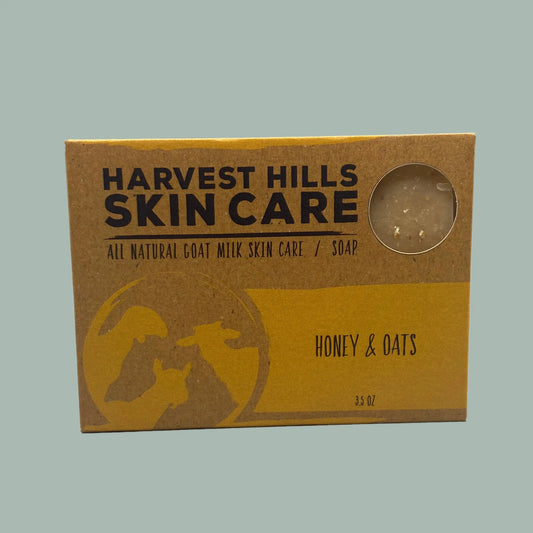 HARVEST HILLS
SKIN CARE
ALL NATURAL GOAT MILK SKIN CARE / SOAP
HONEY & OATS
3.5 OZ